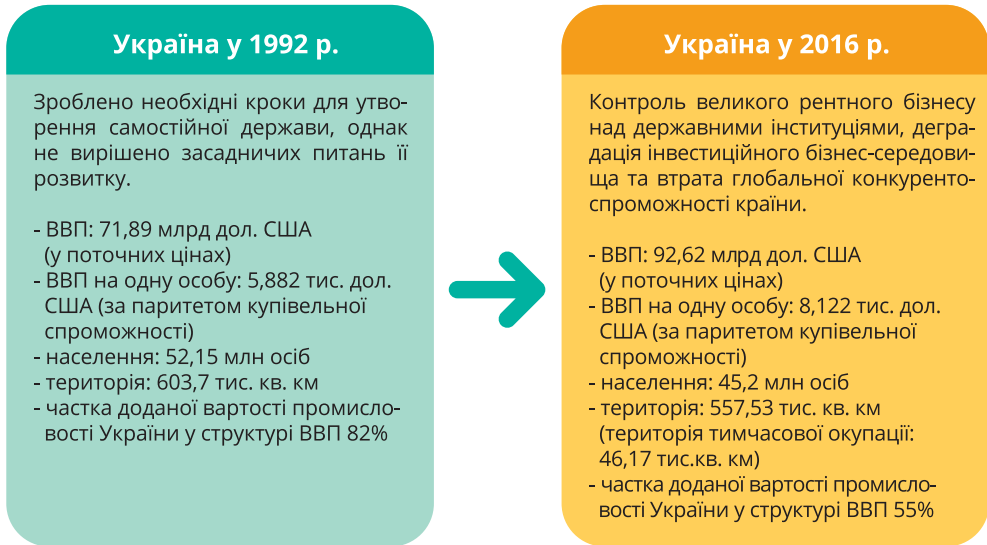 Україна у 1992 р.
Зроблено необхідні кроки для утво-
рення самостійної держави, однак
не вирішено засадничих питань її
розвитку.
- ВВП: 71,89 млрд дол. США
(у поточних цінах)
- ВВП на одну особу: 5,882 тис. дол.
США (за паритетом купівельної
спроможності)
- населення: 52,15 млн осіб
- територія: 603,7 тис. кв. км
- частка доданої вартості промисло-
вості України у структурі ВВП 82%
Україна у 2016 р.
Контроль великого рентного бізнесу
над державними інституціями, дегра-
дація інвестиційного бізнес-середови-
ща та втрата глобальної конкуренто-
спроможності країни.
- ВВП: 92,62 млрд дол. США
(у поточних цінах)
- ВВП на одну особу: 8,122 тис. дол.
США (за паритетом купівельної
спроможності)
- населення: 45,2 млн осіб
- територія: 557,53 тис. кв. км
(територія тимчасової окупації:
46,17 тис.кв. км)
- частка доданої вартості промисло-
вості України у структурі ВВП 55%